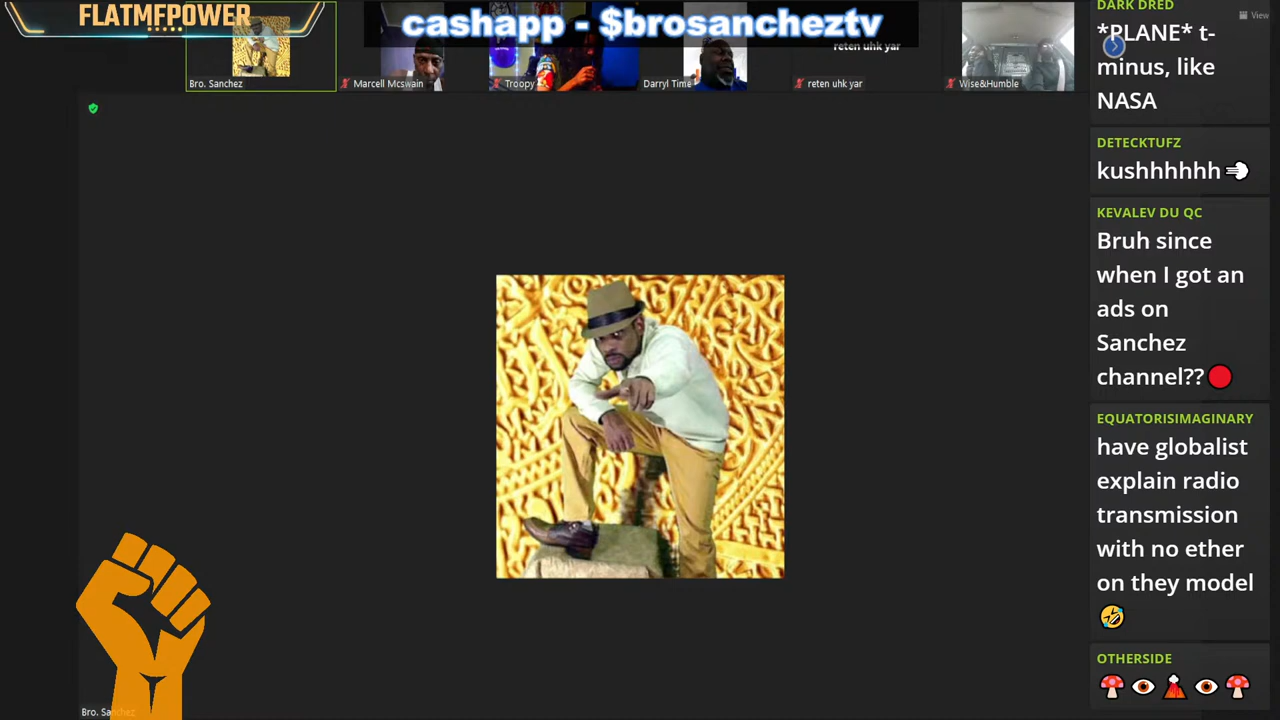 FLATMFPOWER
cashapp - $brosancheztv
Bro. Sanchez
Marcell Mcswain
Troopy
Darryl Time
reten uhk yar
reten uhk yar
Wise&Humble
View
DARK DRED
*PLANE* t-
minus, like
NASA
DETECKTUFZ
kushhhhhh
KEVALEV DU QC
Bruh since
when I got an
ads on
Sanchez
channel??
EQUATORISIMAGINARY
have globalist
explain radio
transmission
with no ether
on they model
OTHERSIDE
Bro. Sanchez